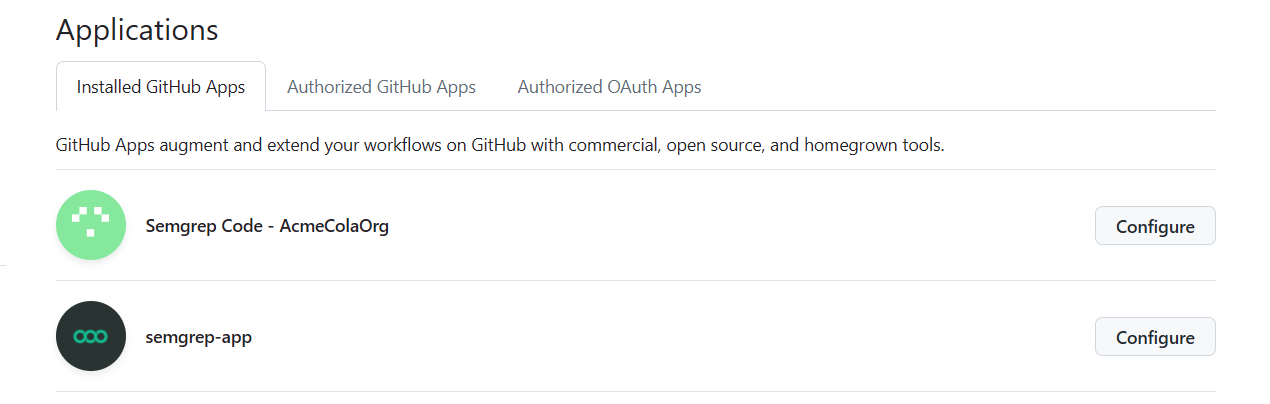 Applications
Installed GitHub Apps
Authorized GitHub Apps
Authorized OAuth Apps
GitHub Apps augment and extend your workflows on GitHub with commercial, open source, and homegrown tools.
Semgrep Code - AcmeColaOrg
Configure
semgrep-app
Configure